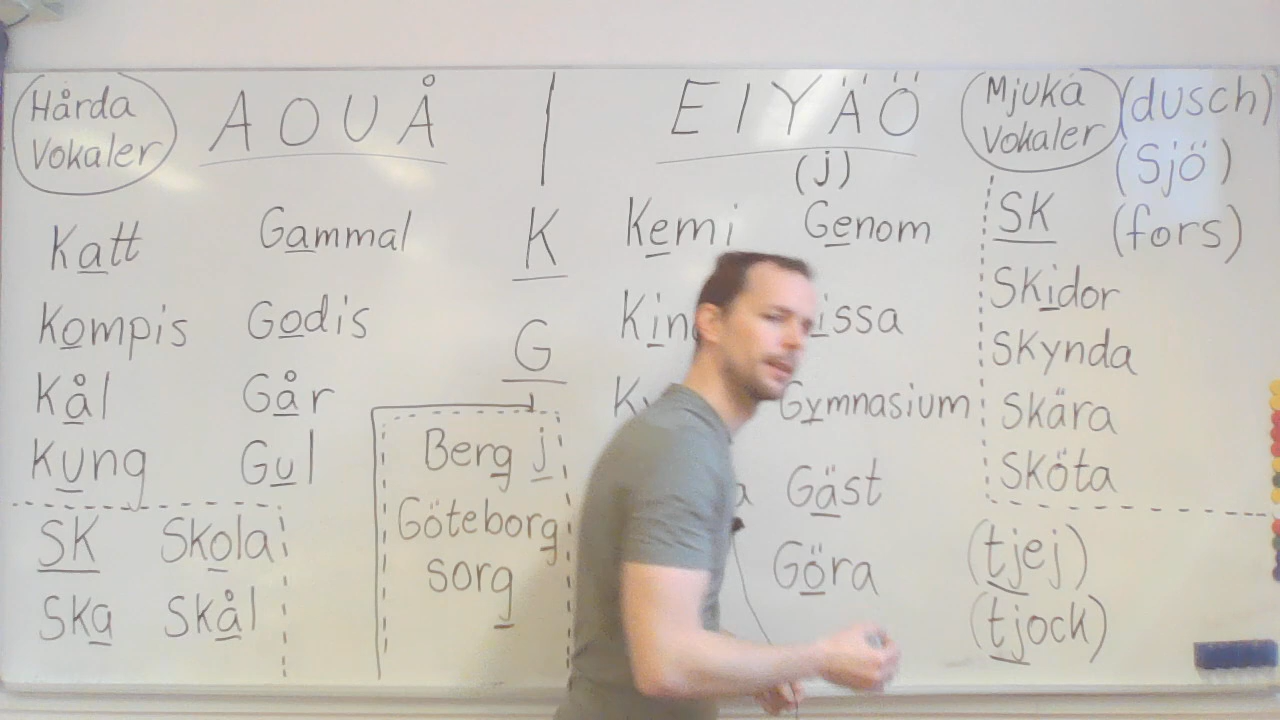 Hårda Vokaler
A O U Å
E I Y Ä Ö
(j)
Mjuka Vokaler
(dusch)
(Sjö)
(fors)
Katt Gammal
Kompis Godis
Kål Går
Kung Gul
SK Skola
Ska Skål
K
G
Berg j
Göteborg
sorg
Kemi Genom
Gymnasium
Gäst
Göra
SK
Skidor
Skynda
Skära
Sköta
(tjej)
(tjock)